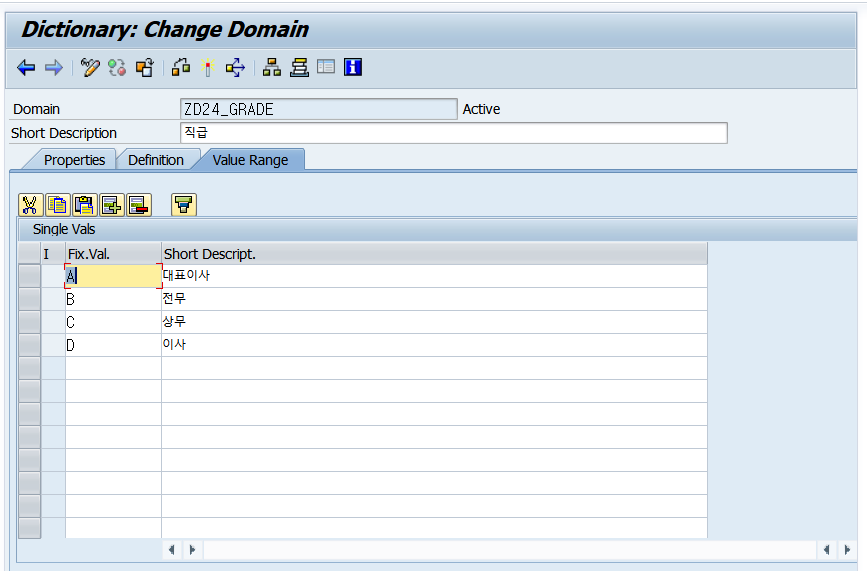 Dictionary: Change Domain
Domain ZD24_GRADE Active
Short Description 직급
Properties Definition Value Range
Single Vals
I Fix.Val. Short Descript.
A 대표이사
B 전무
C 상무
D 이사